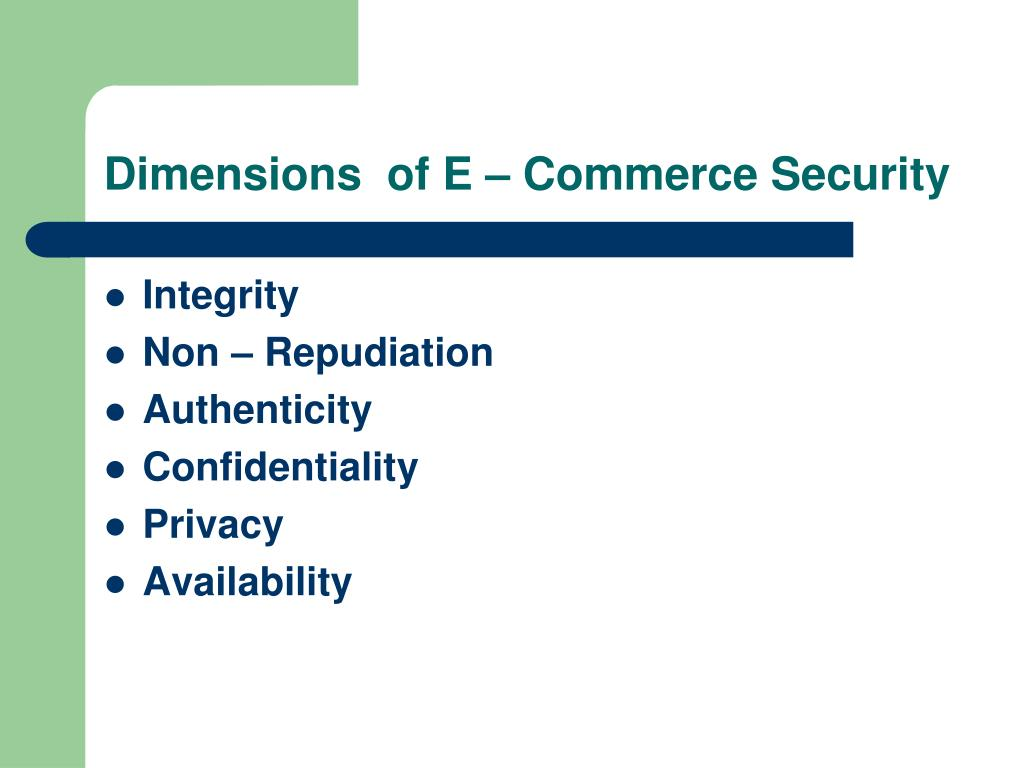 Dimensions  of E – Commerce Security
● Integrity
● Non – Repudiation
● Authenticity
● Confidentiality
● Privacy
● Availability